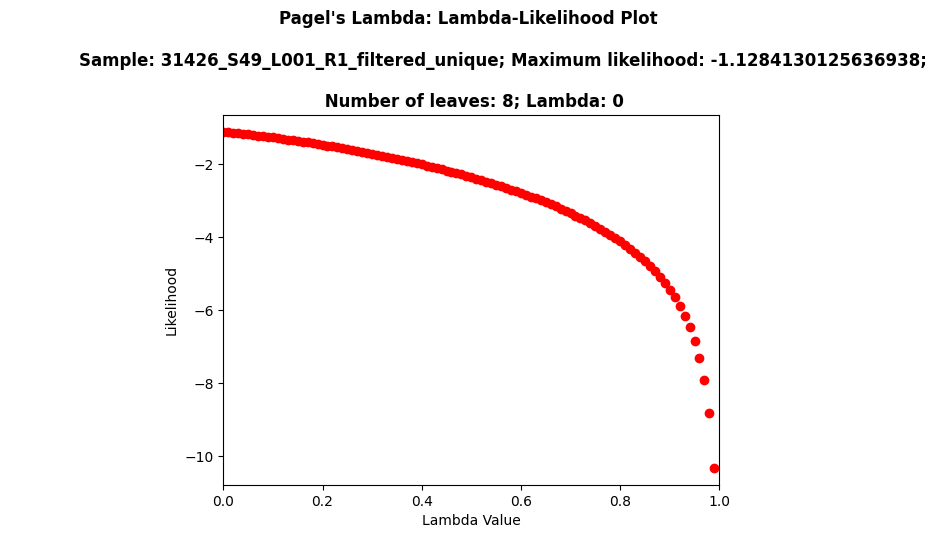 Pagel's Lambda: Lambda-Likelihood Plot
Sample: 31426_S49_L001_R1_filtered_unique; Maximum likelihood: -1.1284130125636938;
Number of leaves: 8; Lambda: 0
−2
−4
−6
−8
−10
Likelihood
0.0 0.2 0.4 0.6 0.8 1.0
Lambda Value